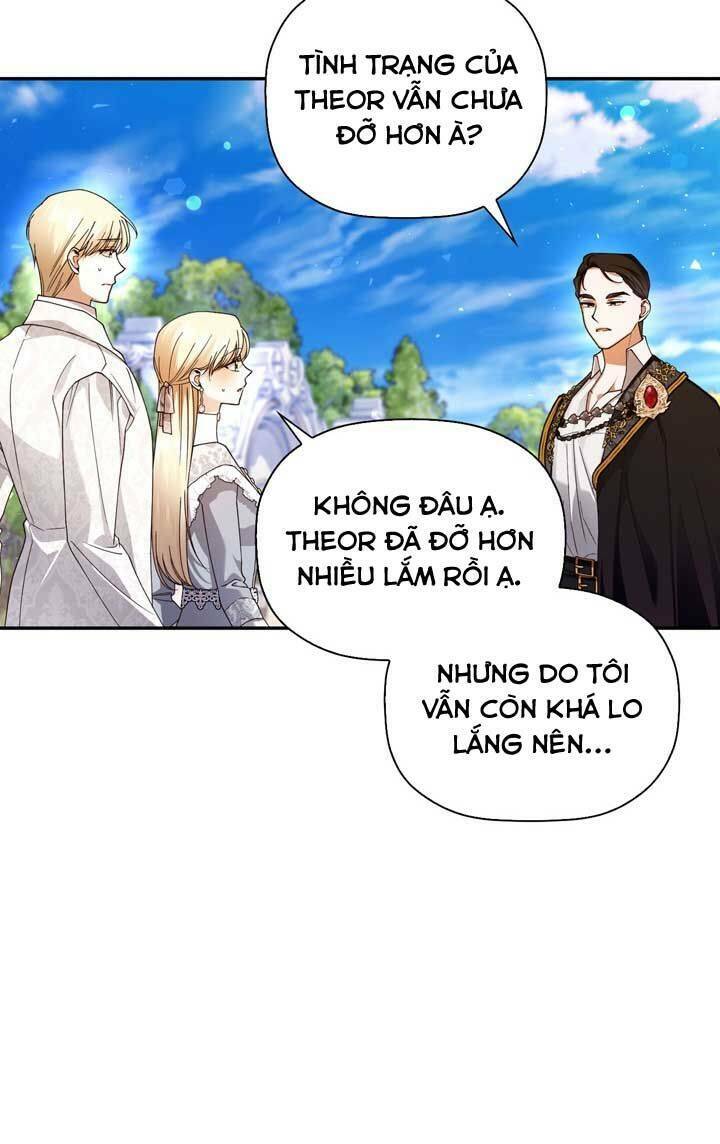 TÌNH TRẠNG CỦA
THEOR VẪN CHƯA
ĐỠ HƠN À?
KHÔNG ĐÂU Ạ.
THEOR ĐÃ ĐỠ HƠN
NHIỀU LẮM RỒI Ạ.
NHƯNG DO TÔI
VẪN CÒN KHÁ LO
LẮNG NÊN...